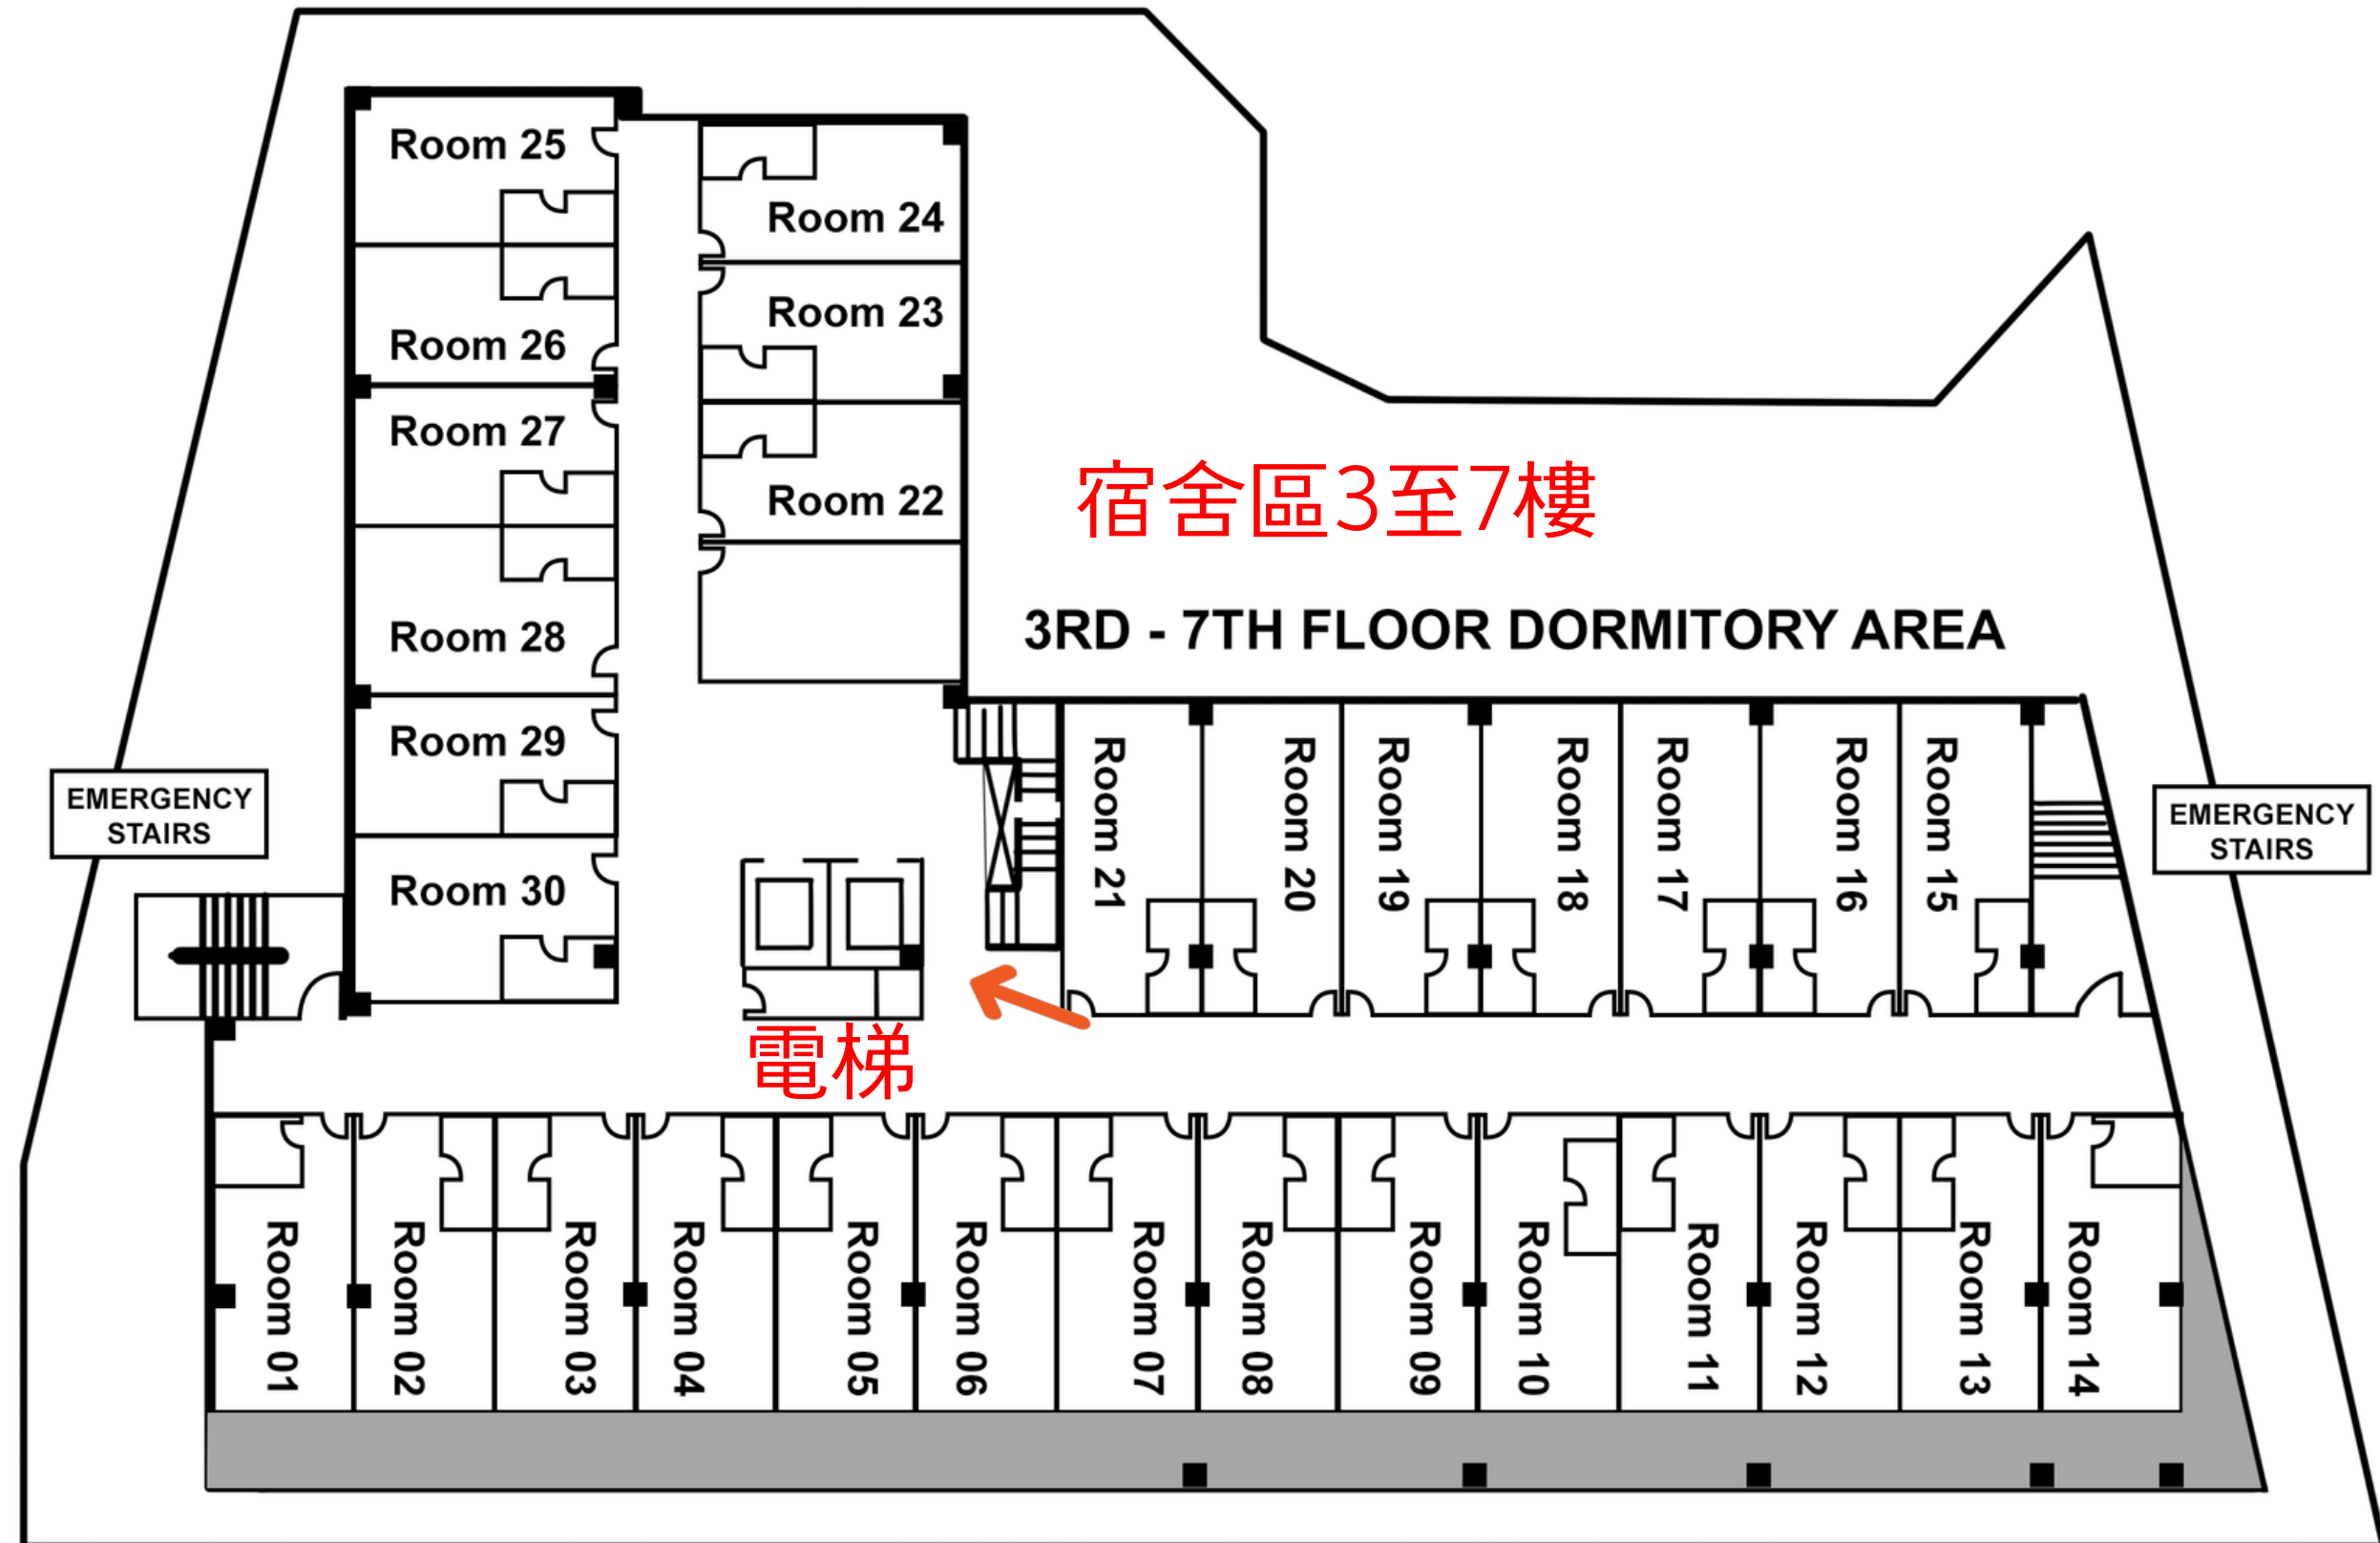 Room 25
Room 24
Room 23
Room 26
Room 27
Room 22
宿舍區3至7樓
3RD - 7TH FLOOR DORMITORY AREA
Room 28
Room 29
Room 30
EMERGENCY
STAIRS
Room 21
Room 20
Room 19
Room 18
Room 17
Room 16
Room 15
EMERGENCY
STAIRS
電梯
Room 01
Room 02
Room 03
Room 04
Room 05
Room 06
Room 07
Room 08
Room 09
Room 10
Room 11
Room 12
Room 13
Room 14